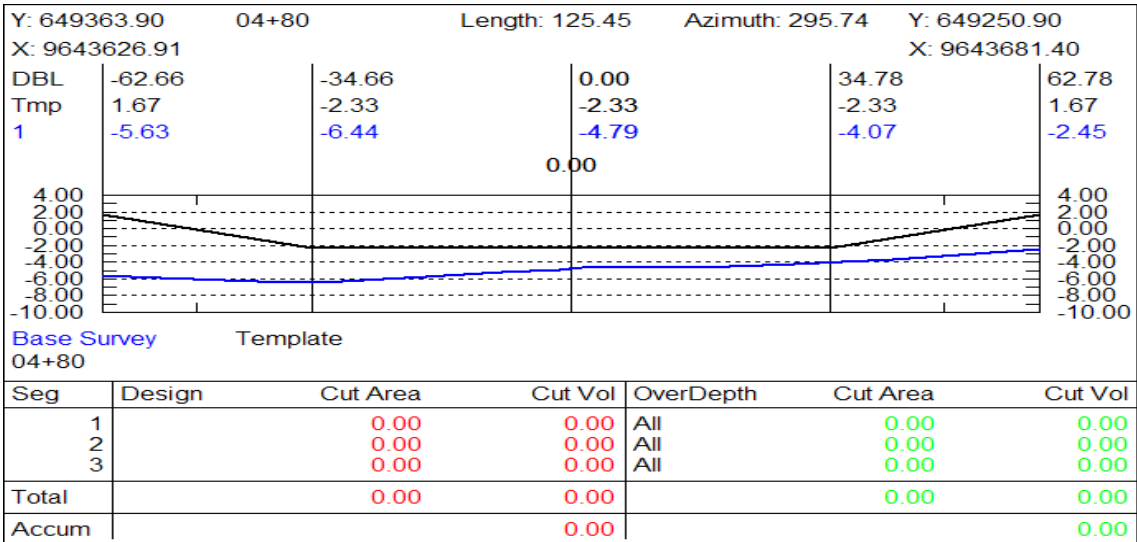 Y: 649363.90 04+80 Length: 125.45 Azimuth: 295.74 Y: 649250.90
X: 9643626.91 X: 9643681.40
DBL -62.66 -34.66 0.00 34.78 62.78
Tmp 1.67 -2.33 -2.33 -2.33 1.67
1 -5.63 -6.44 -4.79 -4.07 -2.45
0.00
4.00 4.00
2.00 2.00
0.00 0.00
-2.00 -2.00
-4.00 -4.00
-6.00 -6.00
-8.00 -8.00
-10.00 -10.00
Base Survey Template
04+80
Seg Design Cut Area Cut Vol OverDepth Cut Area Cut Vol
1 0.00 0.00 All 0.00 0.00
2 0.00 0.00 All 0.00 0.00
3 0.00 0.00 All 0.00 0.00
Total 0.00 0.00 0.00 0.00
Accum 0.00 0.00